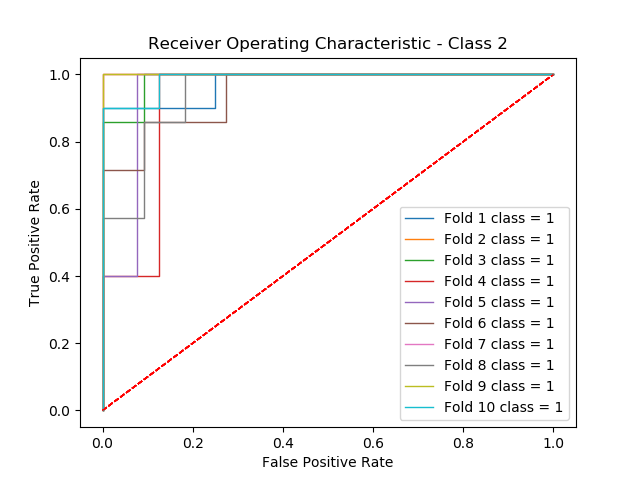 Receiver Operating Characteristic - Class 2
1.0
0.8
0.6
0.4
0.2
0.0
True Positive Rate
Fold 1 class = 1
Fold 2 class = 1
Fold 3 class = 1
Fold 4 class = 1
Fold 5 class = 1
Fold 6 class = 1
Fold 7 class = 1
Fold 8 class = 1
Fold 9 class = 1
Fold 10 class = 1
0.0 0.2 0.4 0.6 0.8 1.0
False Positive Rate